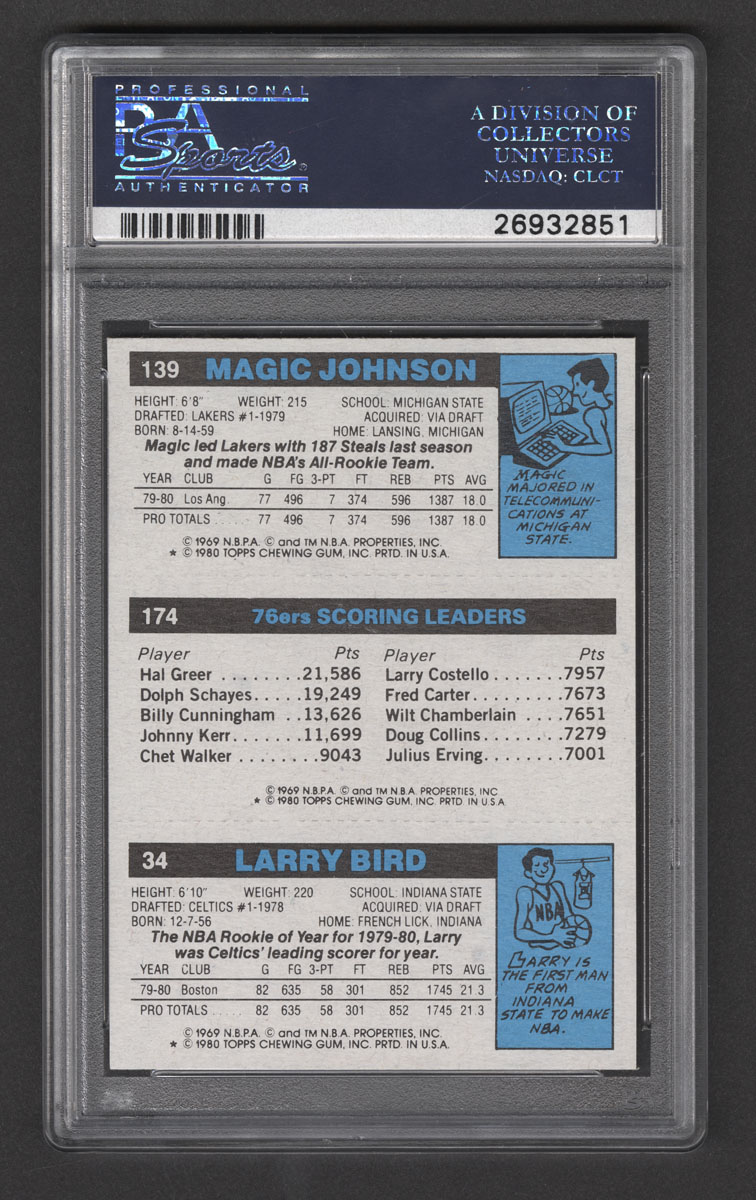 PROFESSIONAL
PSA
Sports
AUTHENTICATOR
A DIVISION OF
COLLECTORS
UNIVERSE
NASDAQ: CLCT
26932851
139 MAGIC JOHNSON
HEIGHT: 6'8" WEIGHT: 215 SCHOOL: MICHIGAN STATE
DRAFTED: LAKERS #1-1979 ACQUIRED: VIA DRAFT
BORN: 8-14-59 HOME: LANSING, MICHIGAN
Magic led Lakers with 187 Steals last season
and made NBA's All-Rookie Team.
YEAR CLUB G FG 3-PT FT REB PTS AVG
79-80 Los Ang 77 496 7 374 596 1387 18.0
PRO TOTALS ..... 77 496 7 374 596 1387 18.0
© 1969 N.B.P.A. © and TM N.B.A. PROPERTIES, INC.
★ © 1980 TOPPS CHEWING GUM, INC. PRTD. IN U.S.A.
MAGIC
MAJORED IN
TELECOMMUNI-
CATIONS AT
MICHIGAN
STATE.
174 76ers SCORING LEADERS
Player Pts Player Pts
Hal Greer ........21,586 Larry Costello ......7957
Dolph Schayes.....19,249 Fred Carter........7673
Billy Cunningham ..13,626 Wilt Chamberlain ....7651
Johnny Kerr......11,699 Doug Collins.......7279
Chet Walker ........9043 Julius Erving.......7001
© 1969 N.B.P.A. © and TM N.B.A. PROPERTIES, INC
★ © 1980 TOPPS CHEWING GUM, INC. PRTD IN U.S.A
34 LARRY BIRD
HEIGHT: 6'10" WEIGHT: 220 SCHOOL: INDIANA STATE
DRAFTED: CELTICS #1-1978 ACQUIRED: VIA DRAFT
BORN: 12-7-56 HOME: FRENCH LICK, INDIANA
The NBA Rookie of Year for 1979-80, Larry
was Celtics' leading scorer for year.
YEAR CLUB G FG 3-PT FT REB PTS AVG
79-80 Boston 82 635 58 301 852 1745 21.3
PRO TOTALS ..... 82 635 58 301 852 1745 21.3
© 1969 N.B.P.A. © and TM N.B.A. PROPERTIES, INC.
★ © 1980 TOPPS CHEWING GUM, INC. PRTD. IN U.S.A.
NBA
LARRY IS
THE FIRST MAN
FROM
INDIANA
STATE TO MAKE
NBA.